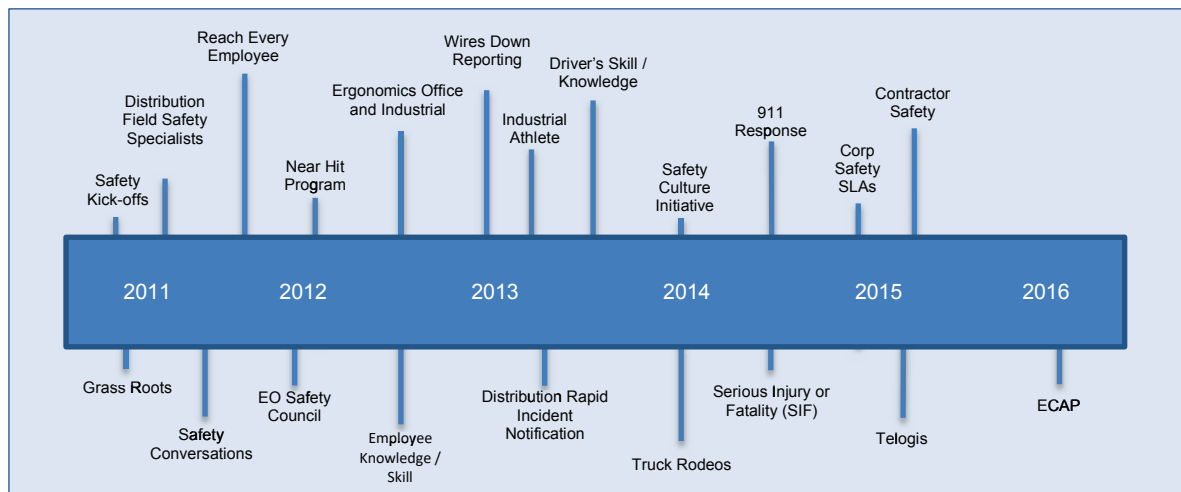 Reach Every
Employee
Distribution
Field Safety
Specialists
Safety
Kick-offs
Near Hit
Program
Ergonomics Office
and Industrial
Wires Down
Reporting
Industrial
Athlete
Driver's Skill /
Knowledge
Safety
Culture
Initiative
911
Response
Corp
Safety
SLAs
Contractor
Safety
2011
2012
2013
2014
2015
2016
Grass Roots
Safety
Conversations
EO Safety
Council
Employee
Knowledge /
Skill
Distribution Rapid
Incident
Notification
Truck Rodeos
Serious Injury or
Fatality (SIF)
Telogis
ECAP